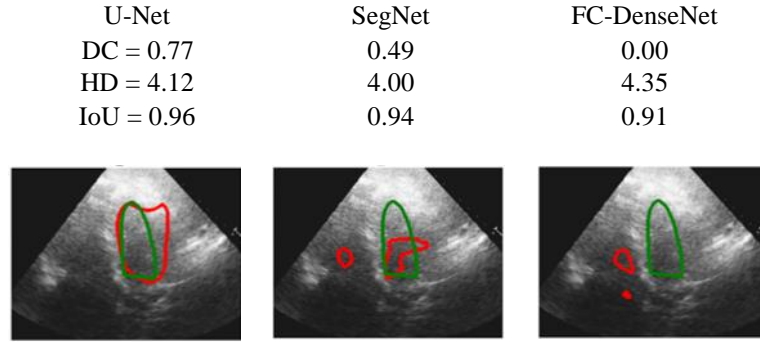 U-Net SegNet FC-DenseNet
DC = 0.77 0.49 0.00
HD = 4.12 4.00 4.35
IoU = 0.96 0.94 0.91